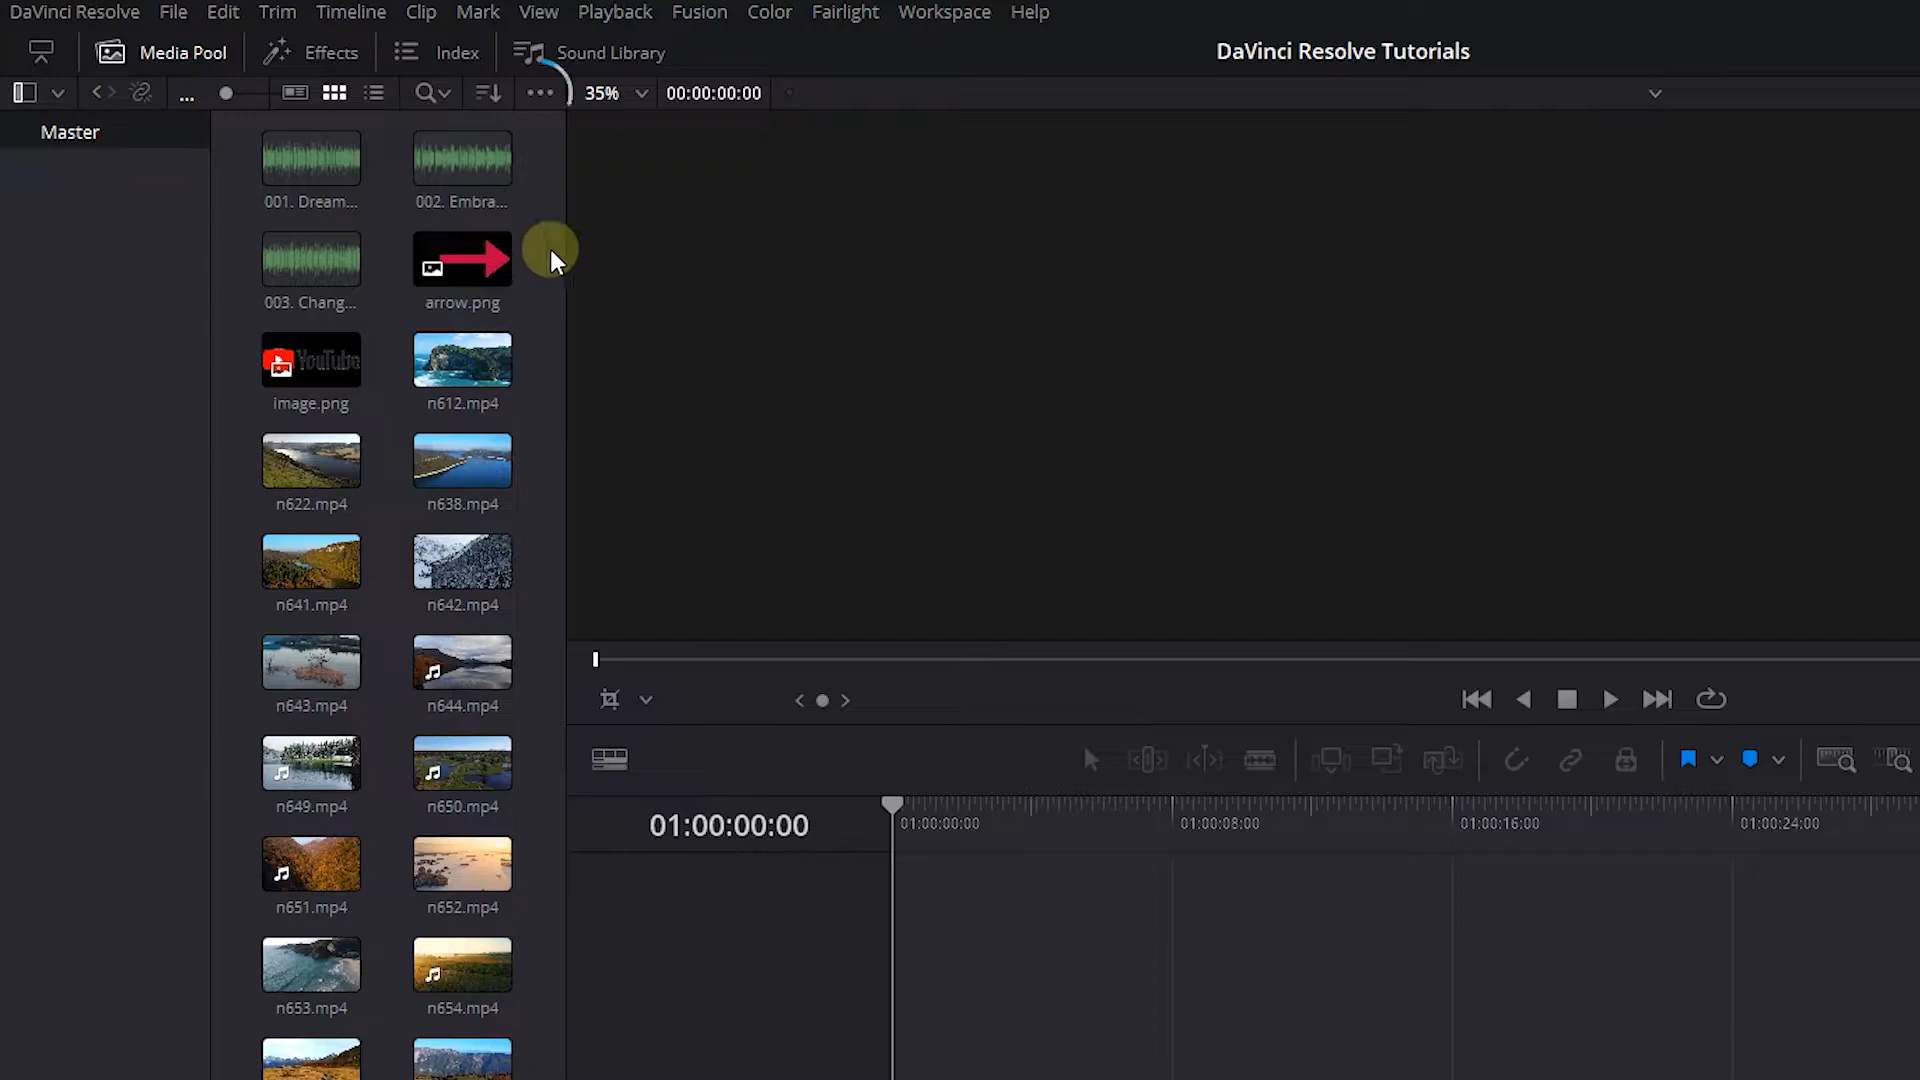 DaVinci Resolve File Edit Trim Timeline Clip Mark View Playback Fusion Color Fairlight Workspace Help
Media Pool Effects Index Sound Library DaVinci Resolve Tutorials
... 35% 00:00:00:00
Master
001. Dream... 002. Embra...
003. Chang... arrow.png
YouTube
image.png n612.mp4
n622.mp4 n638.mp4
n641.mp4 n642.mp4
n643.mp4 n644.mp4
n649.mp4 n650.mp4
01:00:00:00 01:00:00:00 01:00:08:00 01:00:16:00 01:00:24:00
n651.mp4 n652.mp4
n653.mp4 n654.mp4